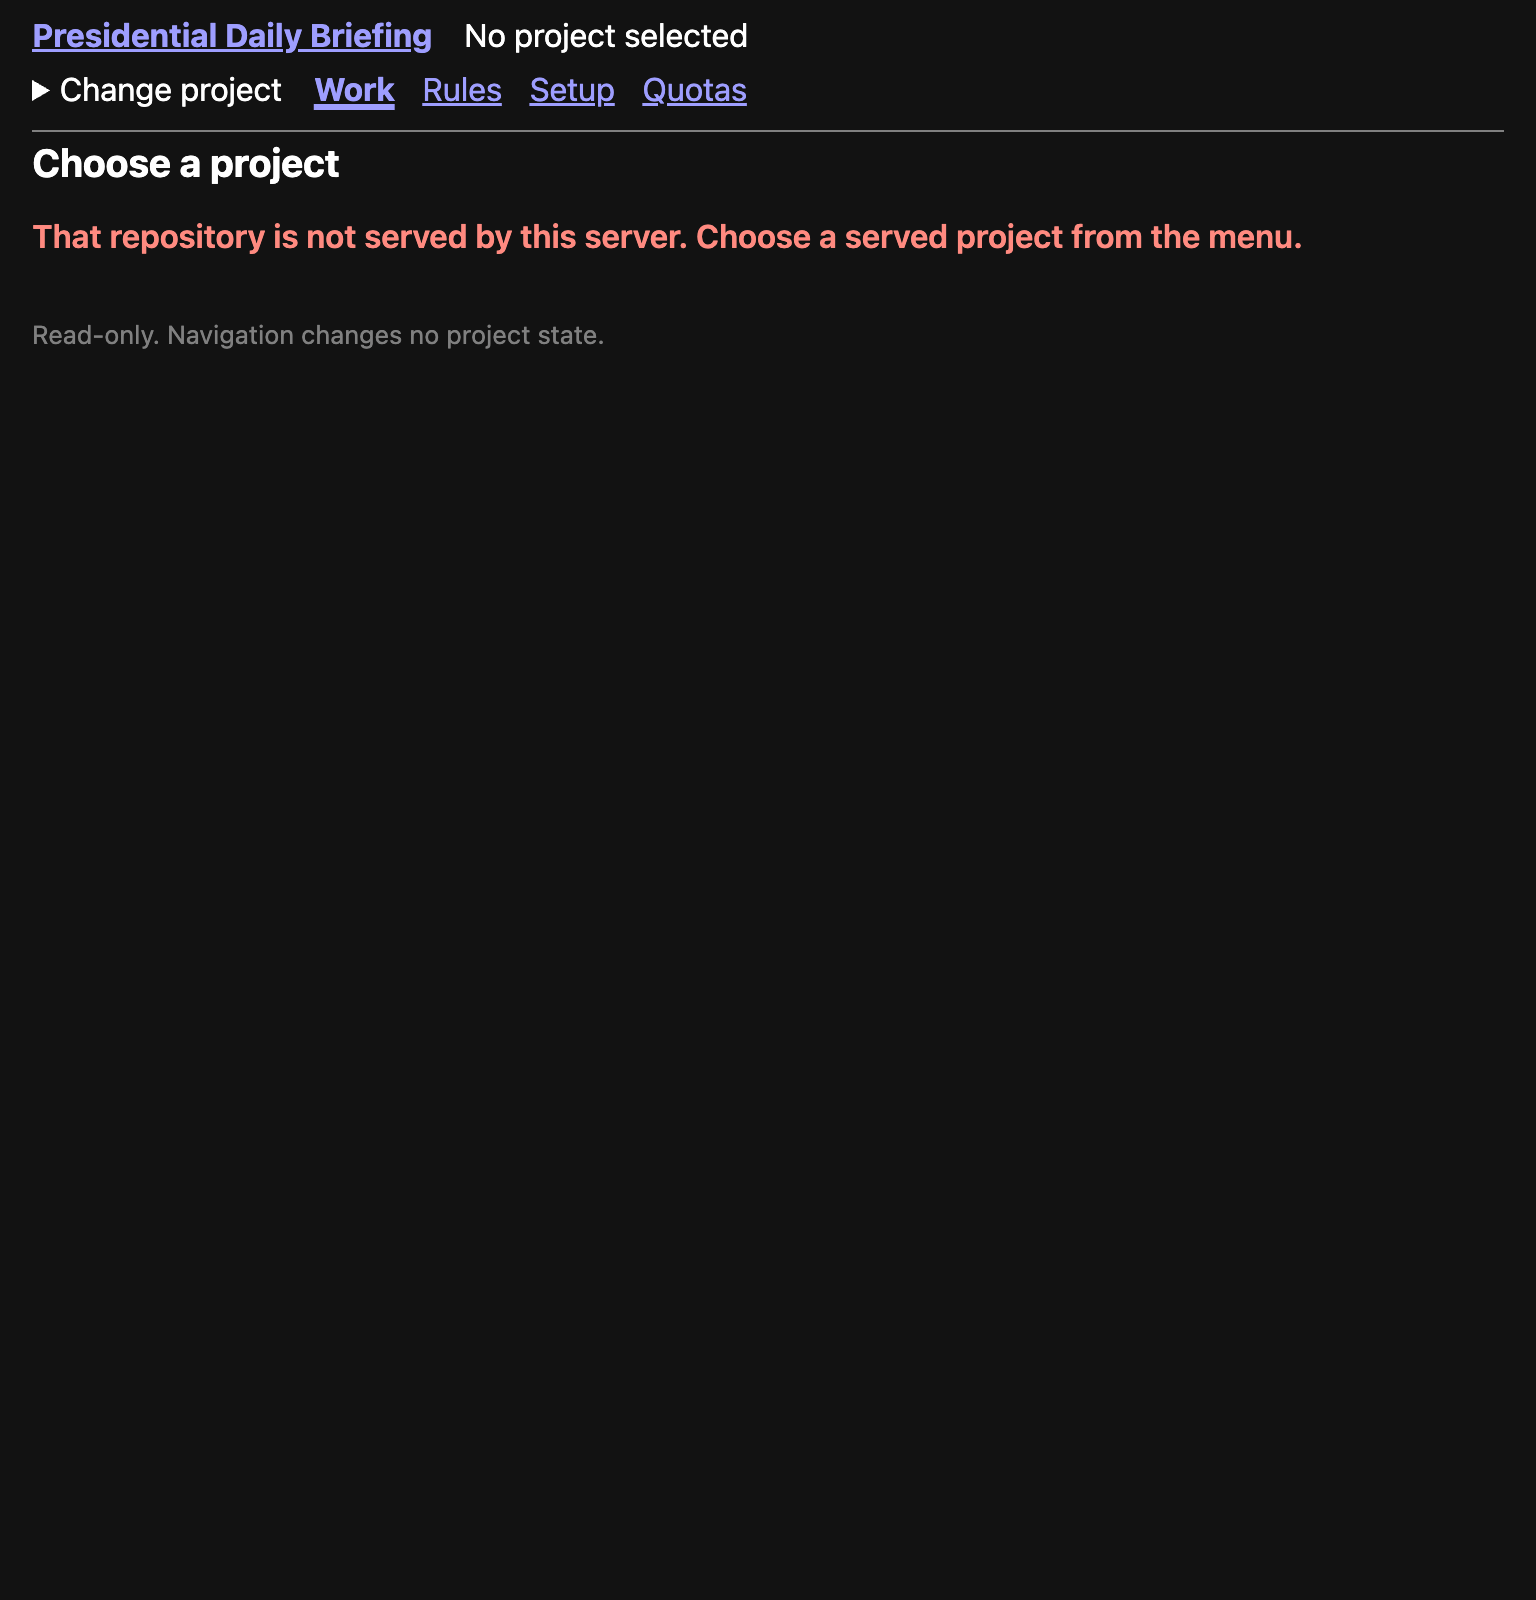 Presidential Daily Briefing No project selected
Change project Work Rules Setup Quotas
Choose a project
That repository is not served by this server. Choose a served project from the menu.
Read-only. Navigation changes no project state.